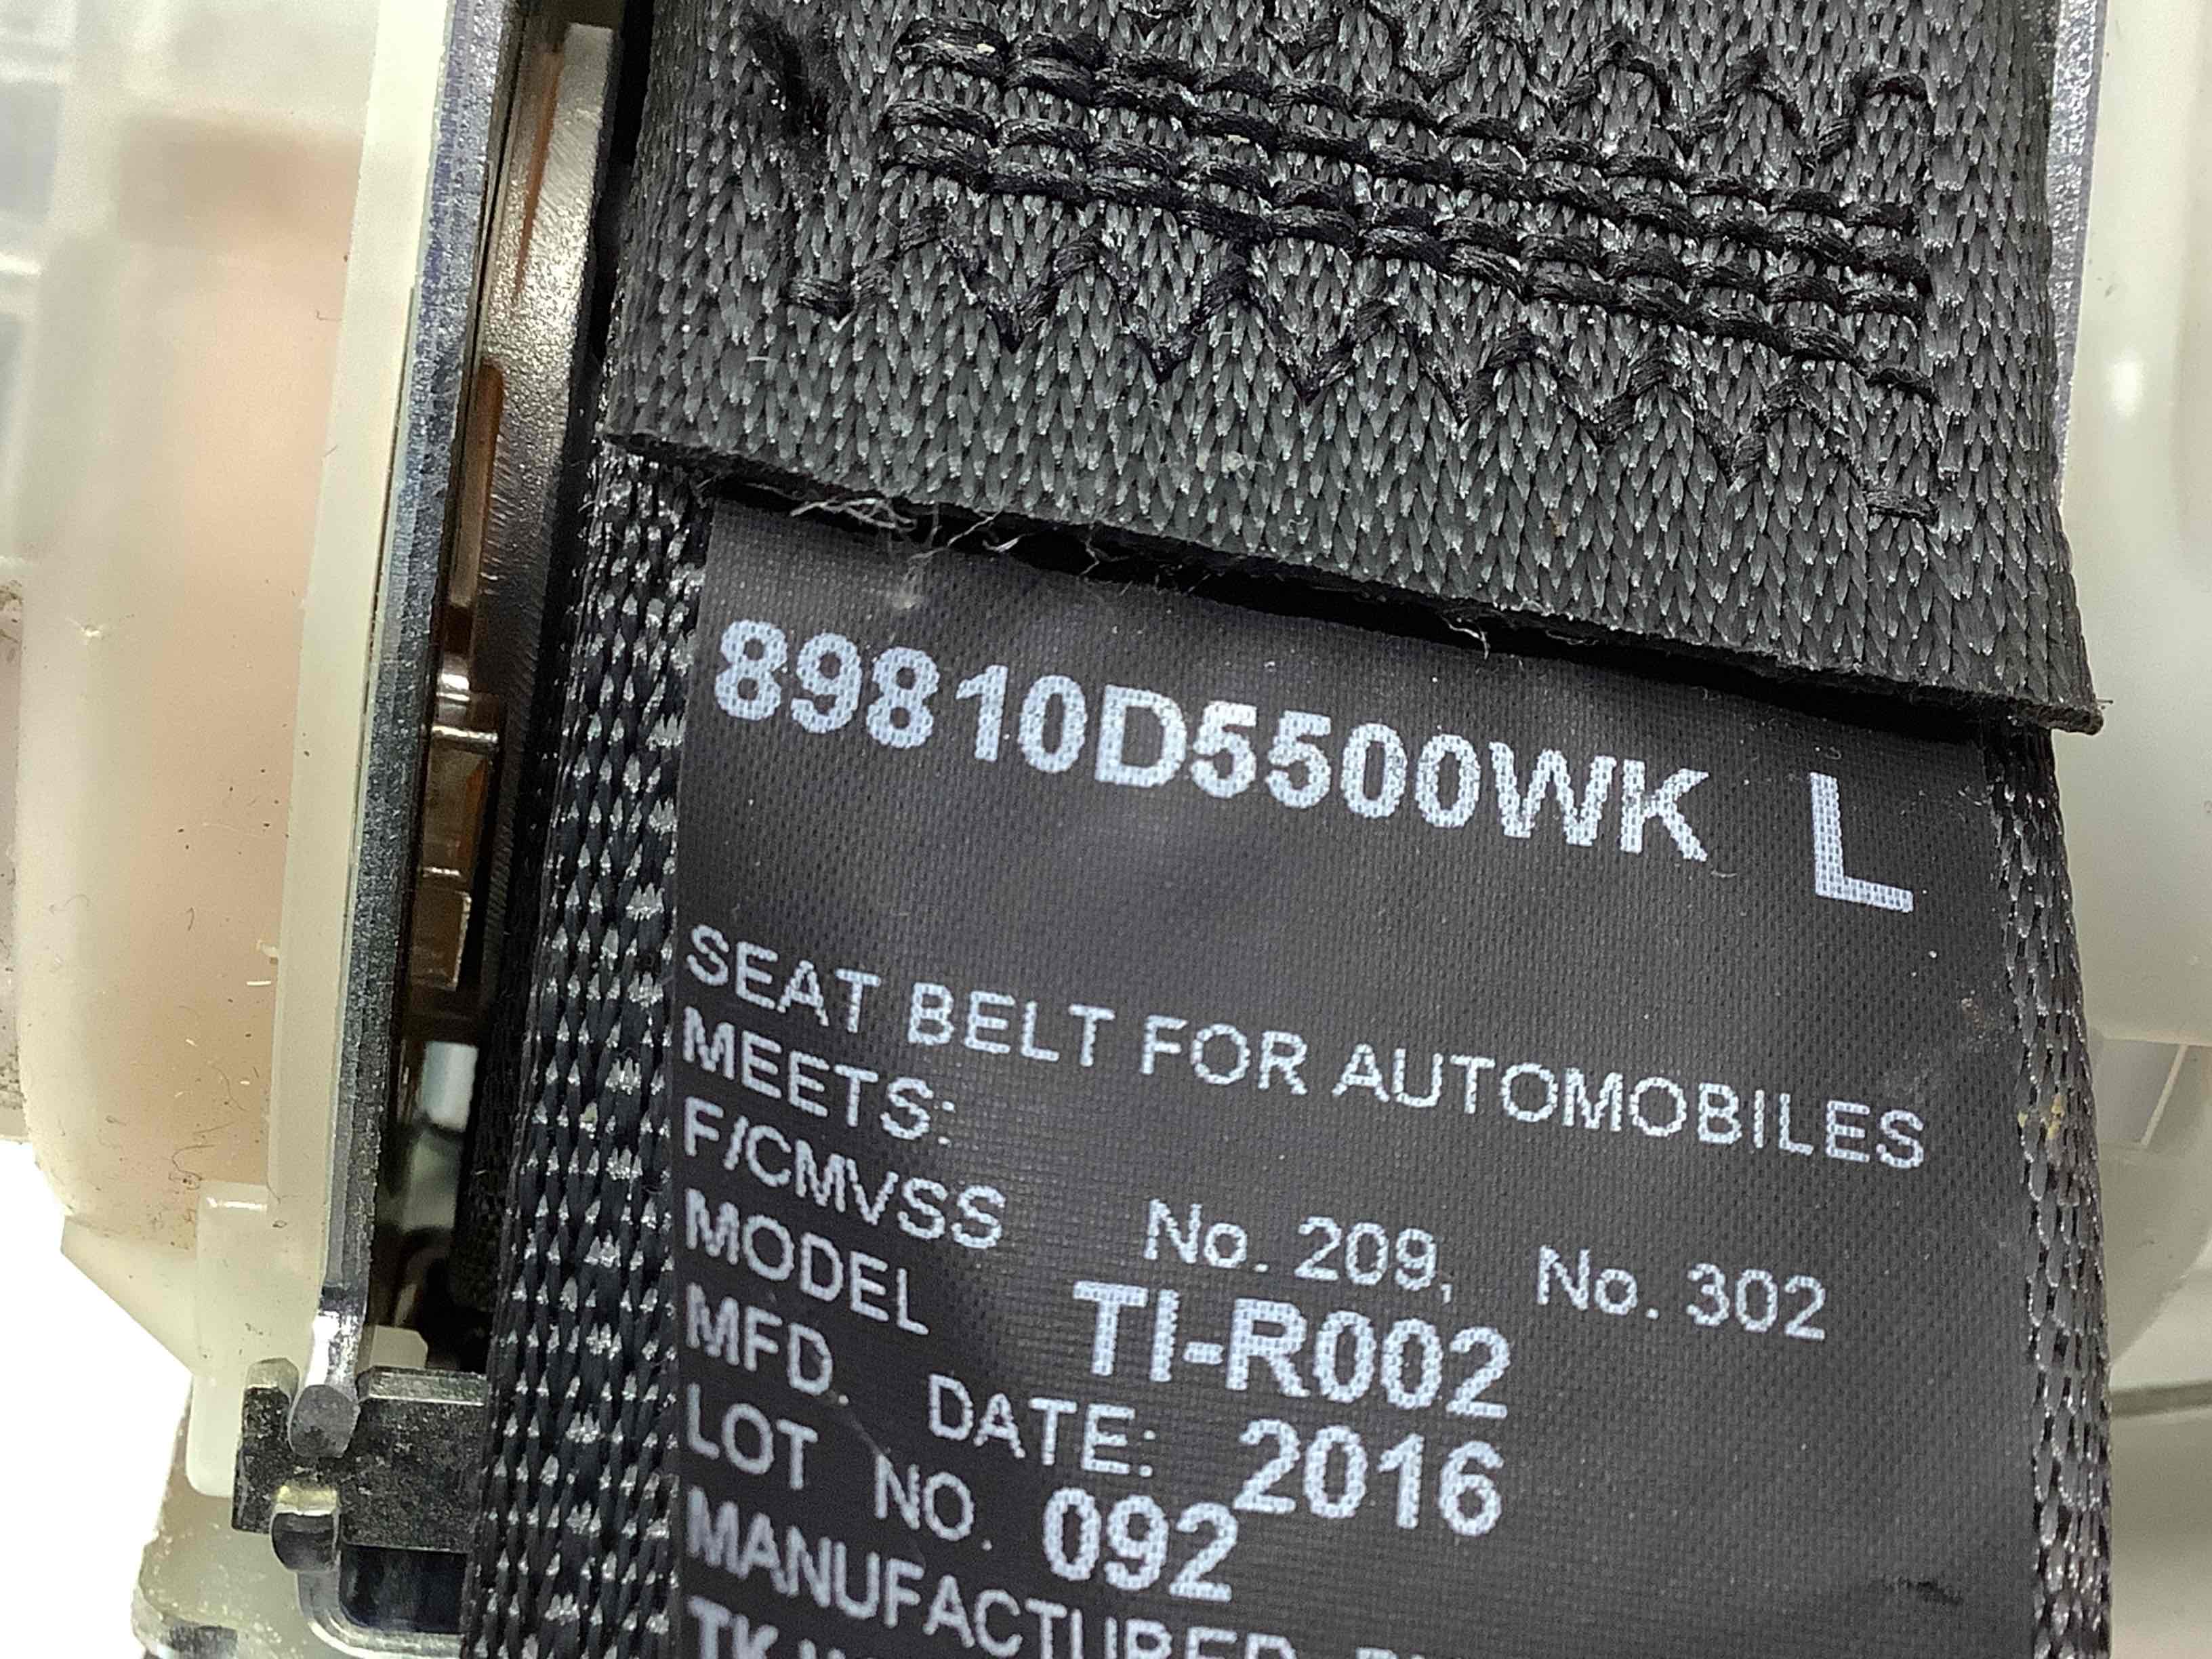 89810D5500WK L
SEAT BELT FOR AUTOMOBILES
MEETS:
F/CMVSS No. 209, No. 302
MODEL TI-R002
MFD. DATE: 2016
LOT NO. 092
MANUFACTURED